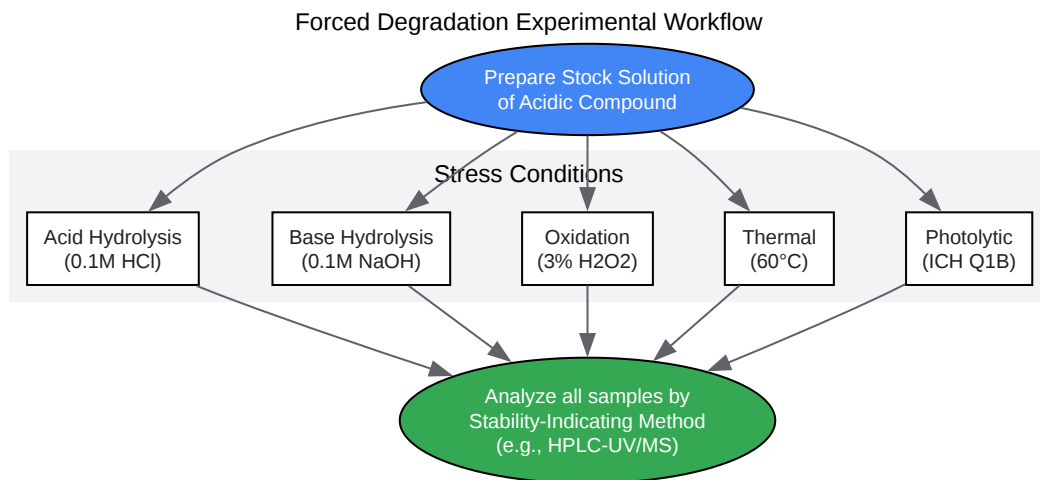 Forced Degradation Experimental Workflow
Prepare Stock Solution
of Acidic Compound
Stress Conditions
Acid Hydrolysis
(0.1M HCl)
Base Hydrolysis
(0.1M NaOH)
Oxidation
(3% H2O2)
Thermal
(60°C)
Photolytic
(ICH Q1B)
Analyze all samples by
Stability-Indicating Method
(e.g., HPLC-UV/MS)